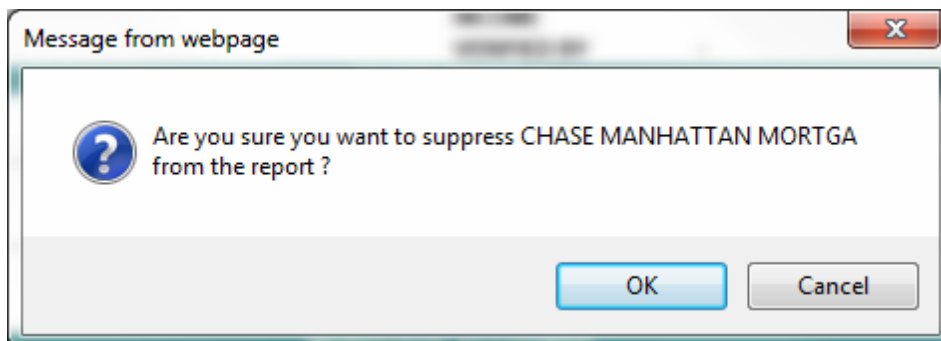 Message from webpage
Are you sure you want to suppress CHASE MANHATTAN MORTGA
from the report ?
OK
Cancel